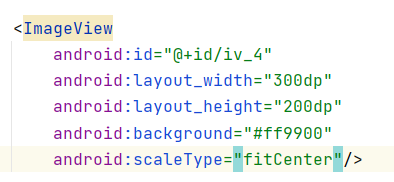 <ImageView
android:id="@+id/iv_4"
android:layout_width="300dp"
android:layout_height="200dp"
android:background="#ff9900"
android:scaleType="fitCenter"/>